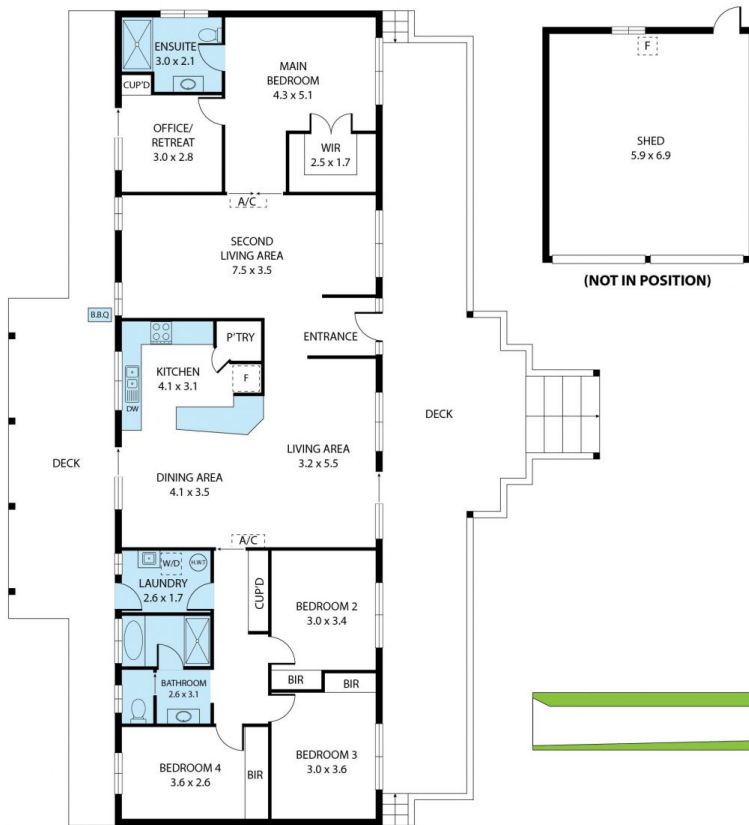 ENSUITE
3.0 x 2.1
MAIN
BEDROOM
4.3 x 5.1
CUP'D
OFFICE/
RETREAT
3.0 x 2.8
WIR
2.5 x 1.7
A/C
SECOND
LIVING AREA
7.5 x 3.5
B.B.Q
ENTRANCE
P'TRY
KITCHEN
4.1 x 3.1
F
DW
LIVING AREA
3.2 x 5.5
DINING AREA
4.1 x 3.5
DECK
DECK
A/C
W/D
H.W.T
LAUNDRY
2.6 x 1.7
CUP'D
BEDROOM 2
3.0 x 3.4
BIR
BIR
BATHROOM
2.6 x 3.1
BEDROOM 4
3.6 x 2.6
BIR
BEDROOM 3
3.0 x 3.6
F
SHED
5.9 x 6.9
(NOT IN POSITION)